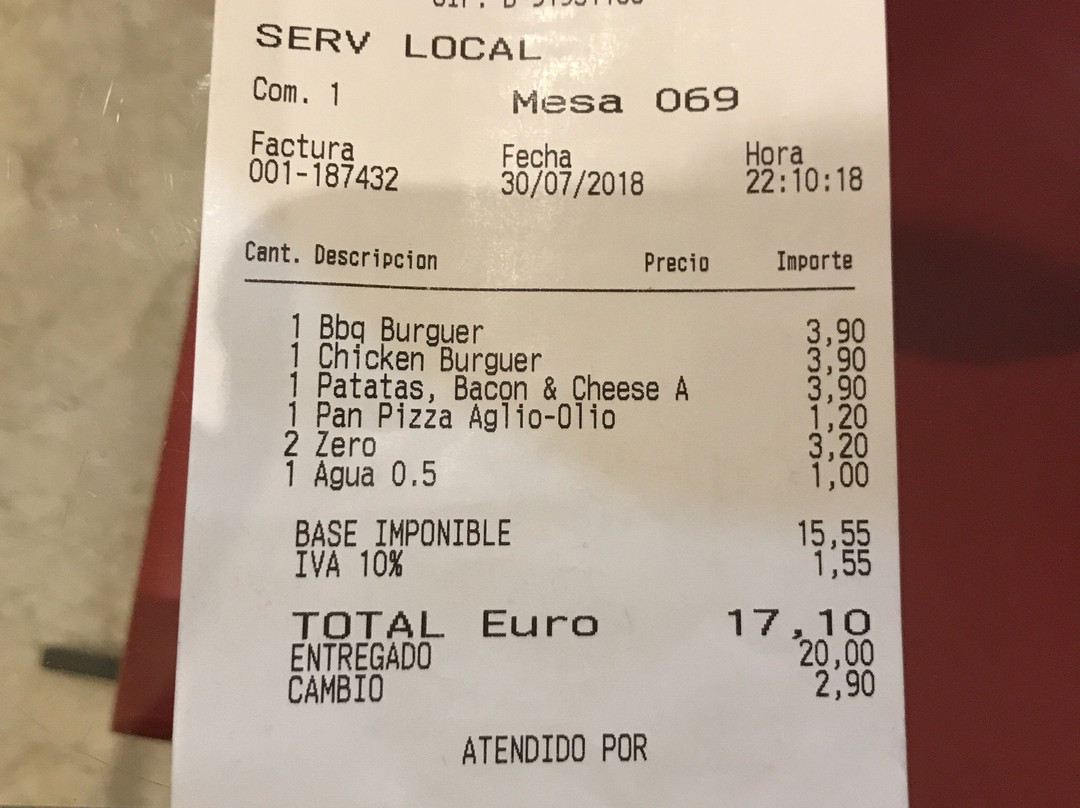 SERV LOCAL
Com. 1 Mesa 069
Factura Fecha Hora
001-187432 30/07/2018 22:10:18
Cant. Descripcion Precio Importe
1 Bbq Burguer 3,90
1 Chicken Burguer 3,90
1 Patatas, Bacon & Cheese A 3,90
1 Pan Pizza Aglio-Olio 1,20
2 Zero 3,20
1 Agua 0.5 1,00
BASE IMPONIBLE 15,55
IVA 10% 1,55
TOTAL Euro 17,10
ENTREGADO 20,00
CAMBIO 2,90
ATENDIDO POR